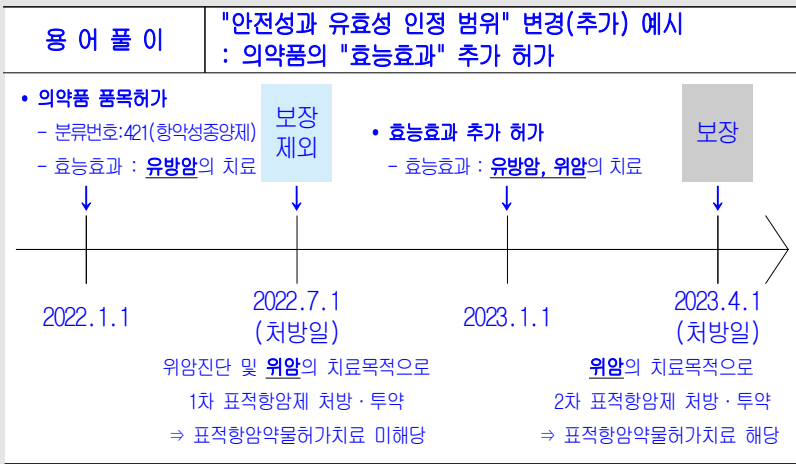 용 어 풀 이
"안전성과 유효성 인정 범위" 변경(추가) 예시
: 의약품의 "효능효과" 추가 허가
• 의약품 품목허가
- 분류번호:421(항악성종양제)
- 효능효과 : 유방암의 치료
보장
제외
• 효능효과 추가 허가
- 효능효과 : 유방암, 위암의 치료
보장
2022.1.1
2022.7.1
(처방일)
2023.1.1
2023.4.1
(처방일)
위암진단 및 위암의 치료목적으로
1차 표적항암제 처방·투약
⇒ 표적항암약물허가치료 미해당
위암의 치료목적으로
2차 표적항암제 처방·투약
⇒ 표적항암약물허가치료 해당